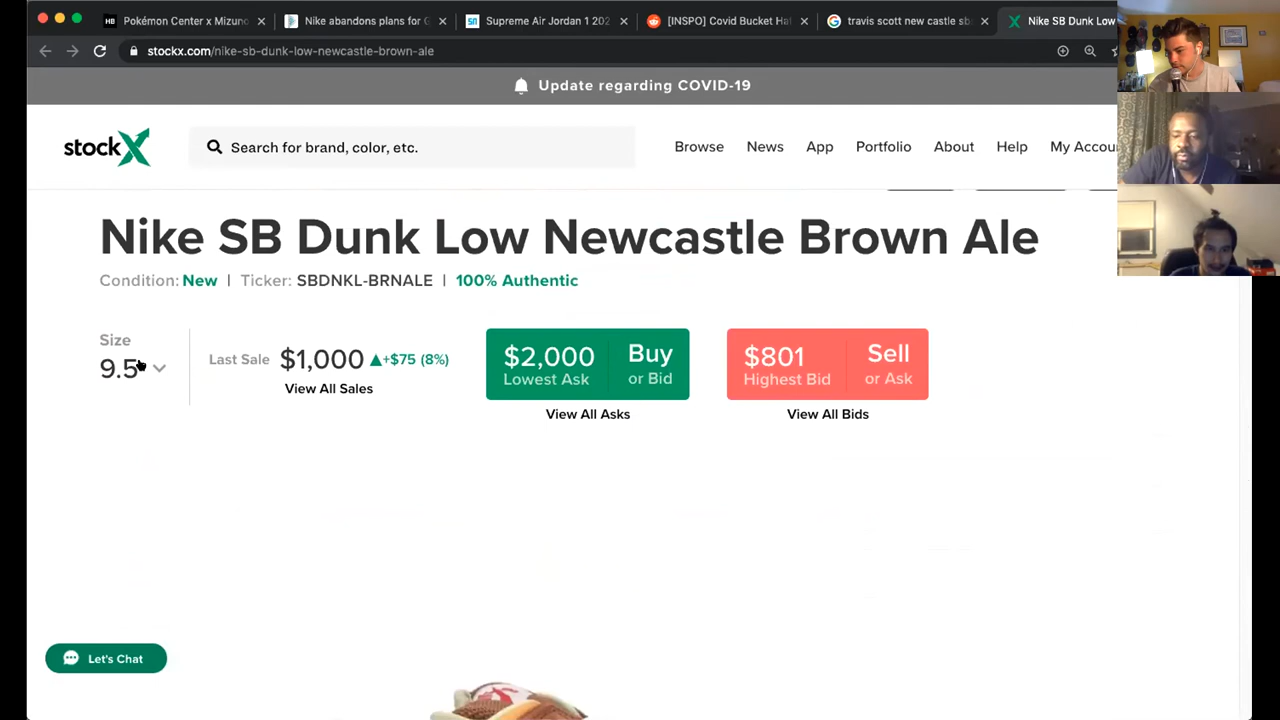 Pokémon Center x Mizuno
Nike abandons plans for G
Supreme Air Jordan 1 202
[INSPO] Covid Bucket Ha
travis scott new castle sb
Nike SB Dunk Low
stockx.com/nike-sb-dunk-low-newcastle-brown-ale
Update regarding COVID-19
stockX
Search for brand, color, etc.
Browse
News
App
Portfolio
About
Help
My Accou
Nike SB Dunk Low Newcastle Brown Ale
Condition: New | Ticker: SBDNKL-BRNALE | 100% Authentic
Size
9.5
Last Sale $1,000 ▲+$75 (8%)
View All Sales
$2,000 Buy
Lowest Ask or Bid
View All Asks
$801 Sell
Highest Bid or Ask
View All Bids
Let's Chat